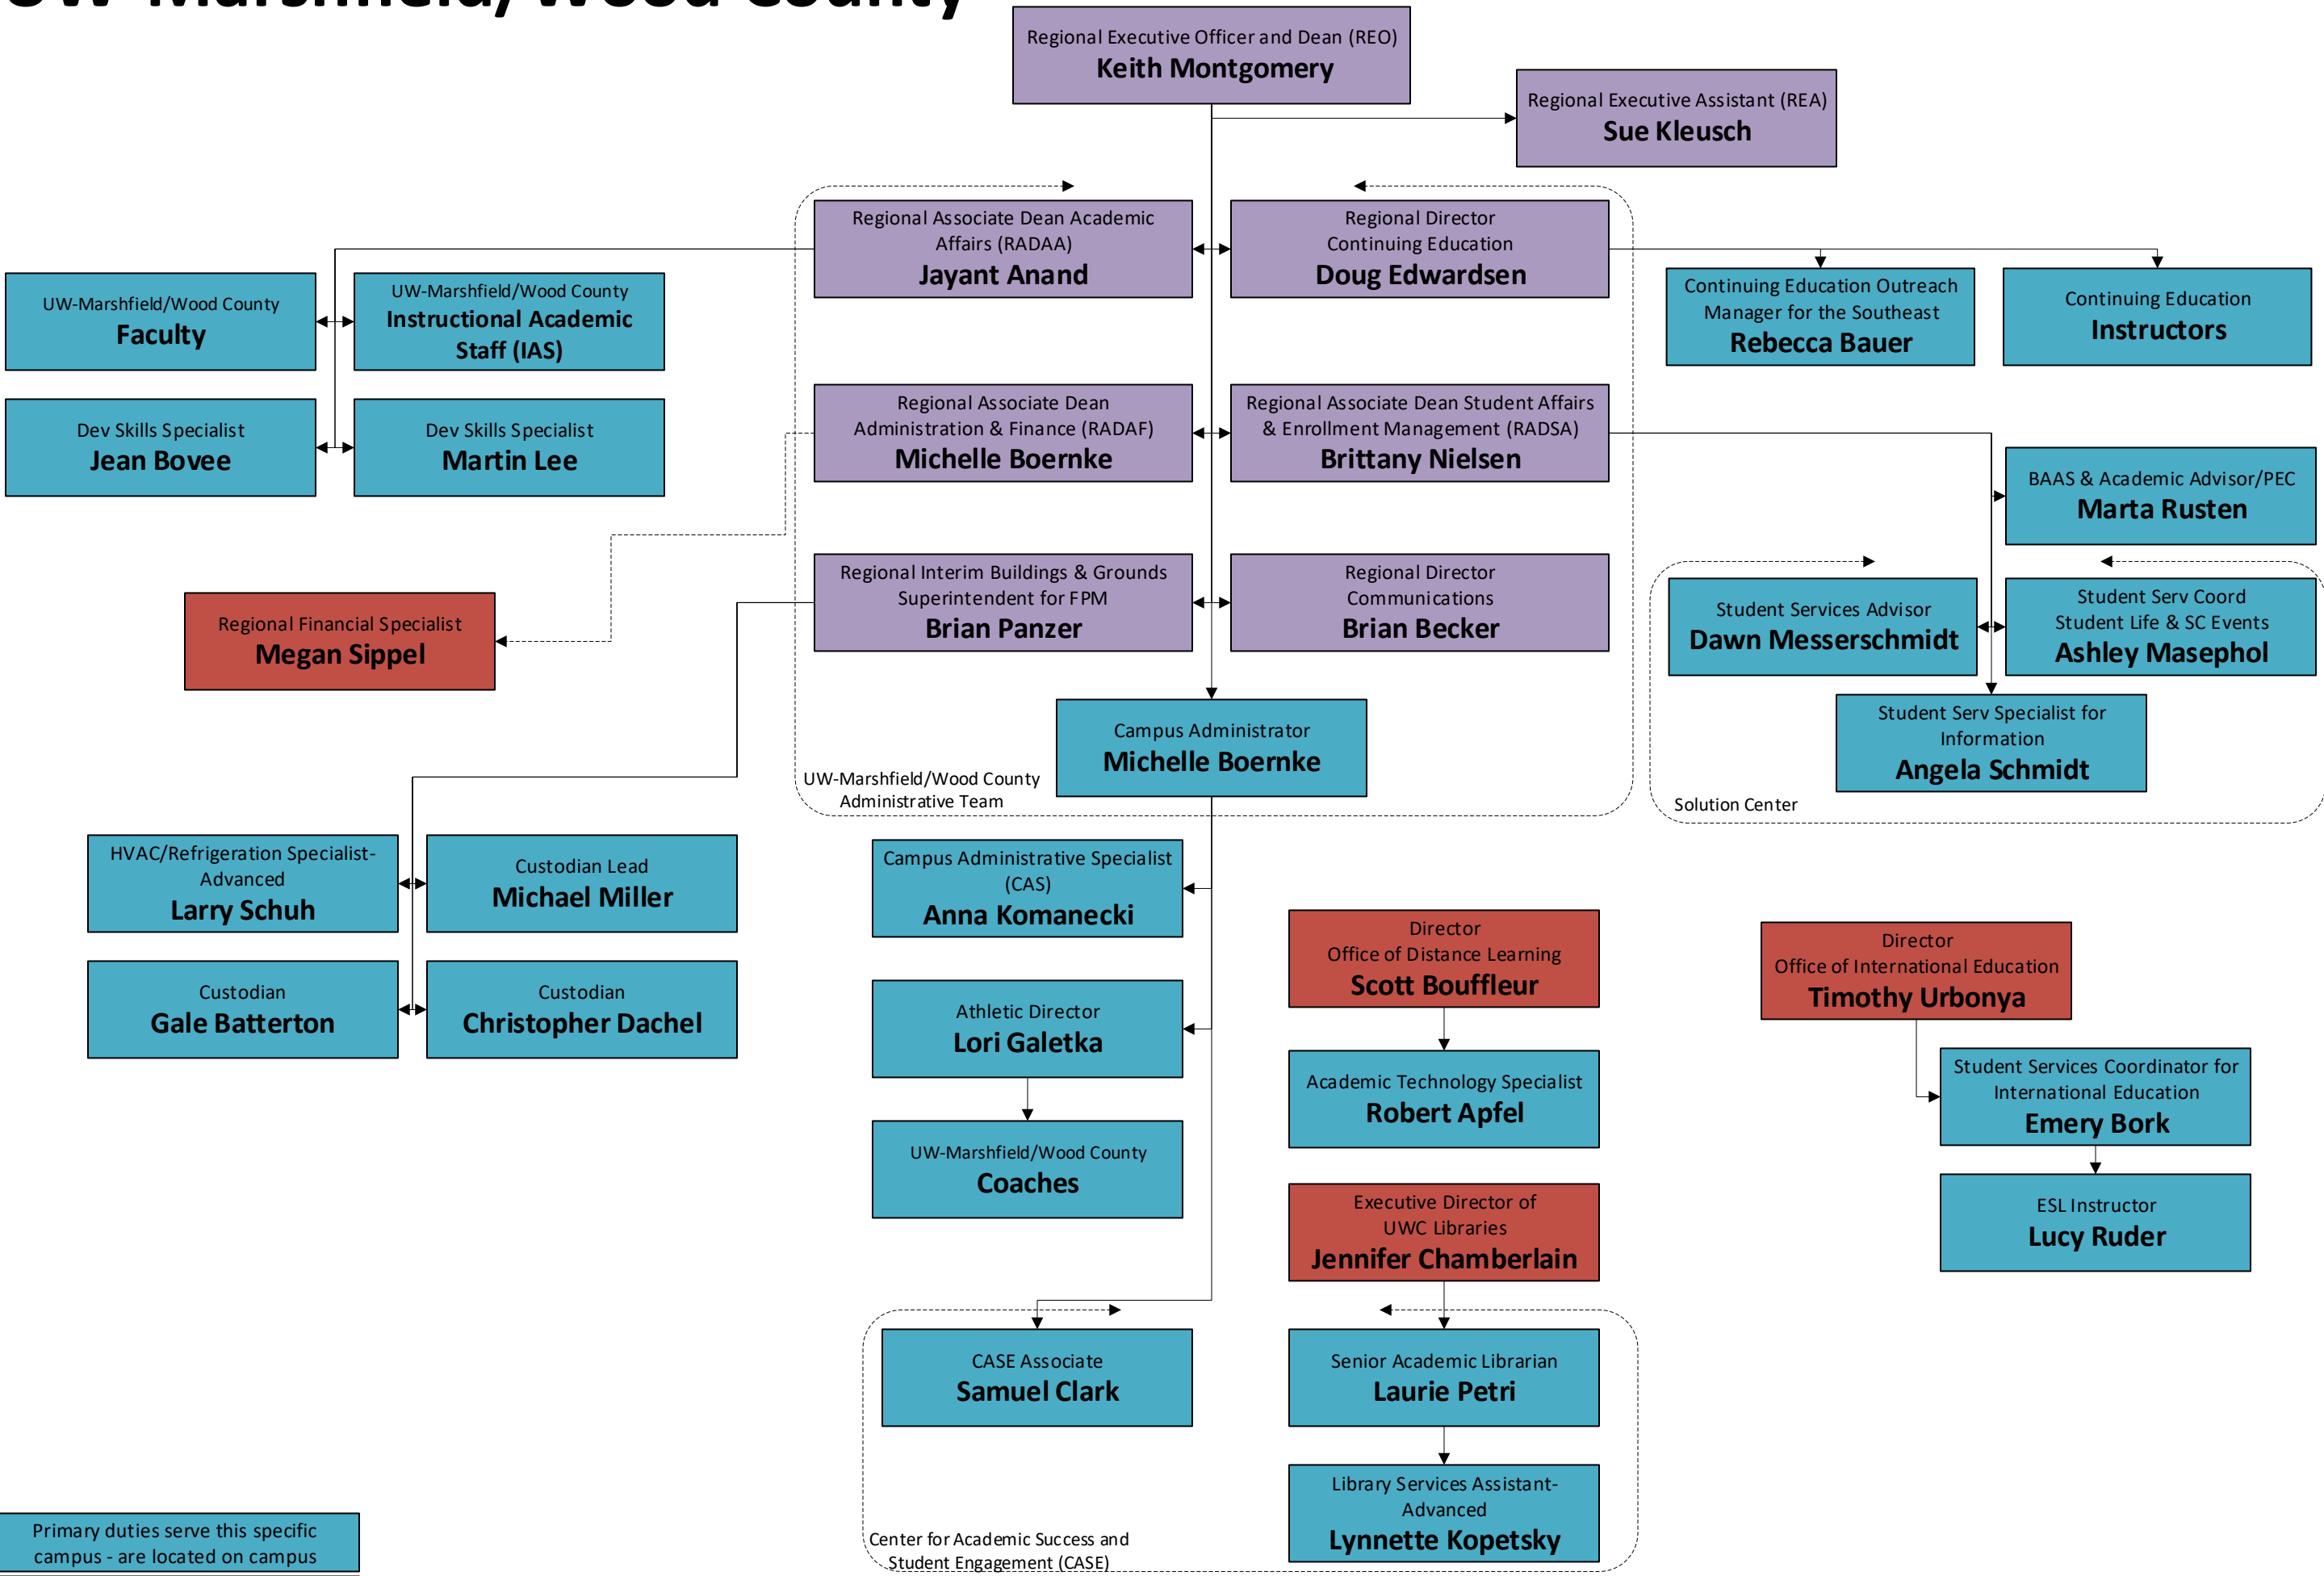 UW-Marshfield/Wood County
Regional Executive Officer and Dean (REO)
Keith Montgomery
Regional Executive Assistant (REA)
Sue Kleusch
Regional Associate Dean Academic
Affairs (RADAA)
Jayant Anand
Regional Director
Continuing Education
Doug Edwardsen
UW-Marshfield/Wood County
Faculty
UW-Marshfield/Wood County
Instructional Academic
Staff (IAS)
Continuing Education Outreach
Manager for the Southeast
Rebecca Bauer
Continuing Education
Instructors
Dev Skills Specialist
Jean Bovee
Dev Skills Specialist
Martin Lee
Regional Associate Dean
Administration & Finance (RADAF)
Michelle Boernke
Regional Associate Dean Student Affairs
& Enrollment Management (RADSA)
Brittany Nielsen
BAAS & Academic Advisor/PEC
Marta Rusten
Regional Financial Specialist
Megan Sippel
Regional Interim Buildings & Grounds
Superintendent for FPM
Brian Panzer
Regional Director
Communications
Brian Becker
Student Services Advisor
Dawn Messerschmidt
Student Serv Coord
Student Life & SC Events
Ashley Masephol
Campus Administrator
Michelle Boernke
Student Serv Specialist for
Information
Angela Schmidt
UW-Marshfield/Wood County
Administrative Team
Solution Center
HVAC/Refrigeration Specialist-
Advanced
Larry Schuh
Custodian Lead
Michael Miller
Campus Administrative Specialist
(CAS)
Anna Komanecki
Director
Office of Distance Learning
Scott Bouffleur
Director
Office of International Education
Timothy Urbonya
Custodian
Gale Batterton
Custodian
Christopher Dachel
Athletic Director
Lori Galetka
Academic Technology Specialist
Robert Apfel
Student Services Coordinator for
International Education
Emery Bork
UW-Marshfield/Wood County
Coaches
Executive Director of
UWC Libraries
Jennifer Chamberlain
ESL Instructor
Lucy Ruder
CASE Associate
Samuel Clark
Senior Academic Librarian
Laurie Petri
Library Services Assistant-
Advanced
Lynnette Kopetsky
Center for Academic Success and
Student Engagement (CASE)
Primary duties serve this specific
campus - are located on campus